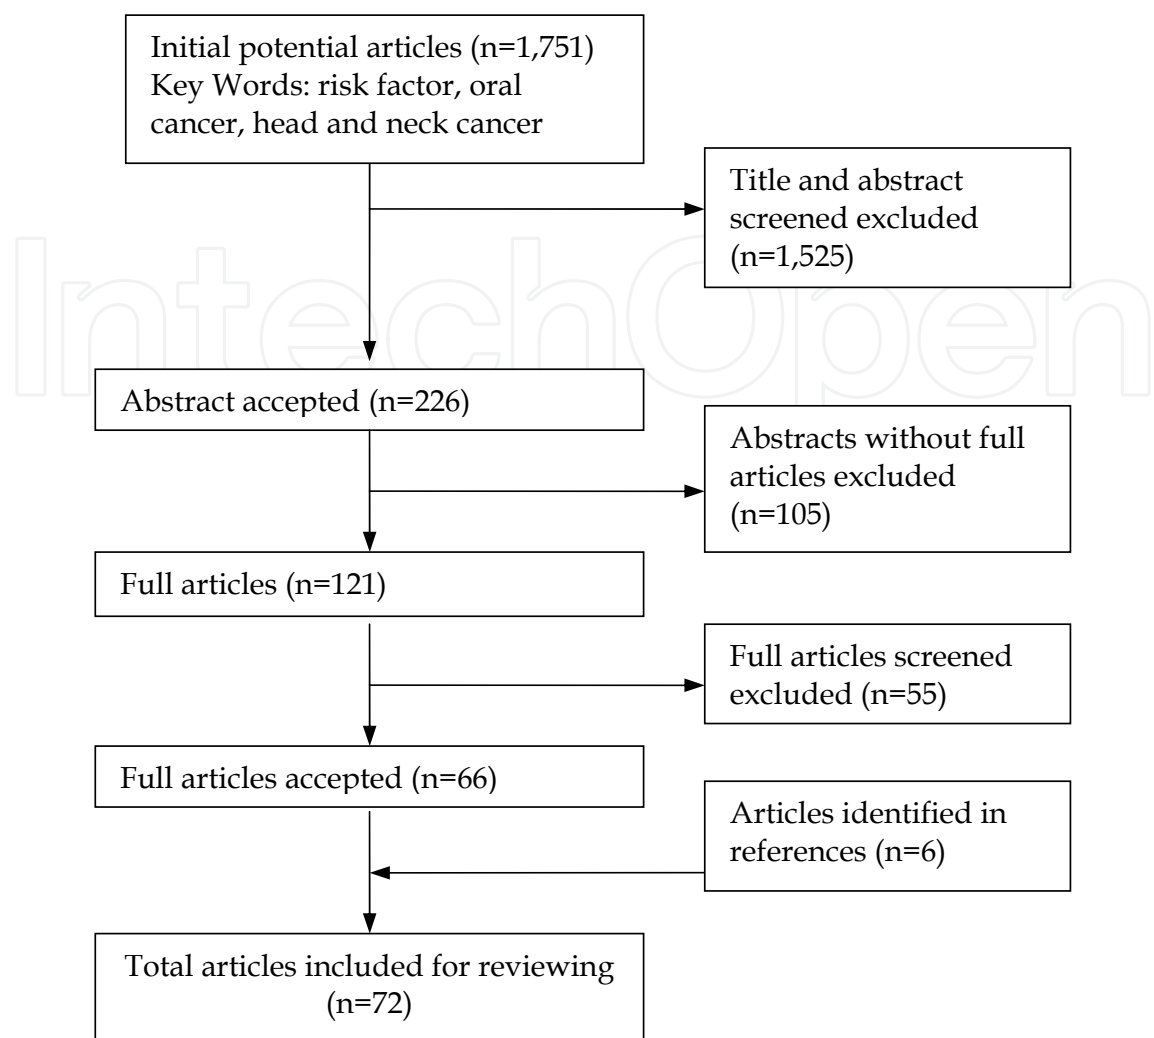 Initial potential articles (n=1,751)
Key Words: risk factor, oral
cancer, head and neck cancer
Title and abstract
screened excluded
(n=1,525)
IntechOpen
Abstract accepted (n=226)
Abstracts without full
articles excluded
(n=105)
Full articles (n=121)
Full articles screened
excluded (n=55)
Full articles accepted (n=66)
Articles identified in
references (n=6)
Total articles included for reviewing
(n=72)